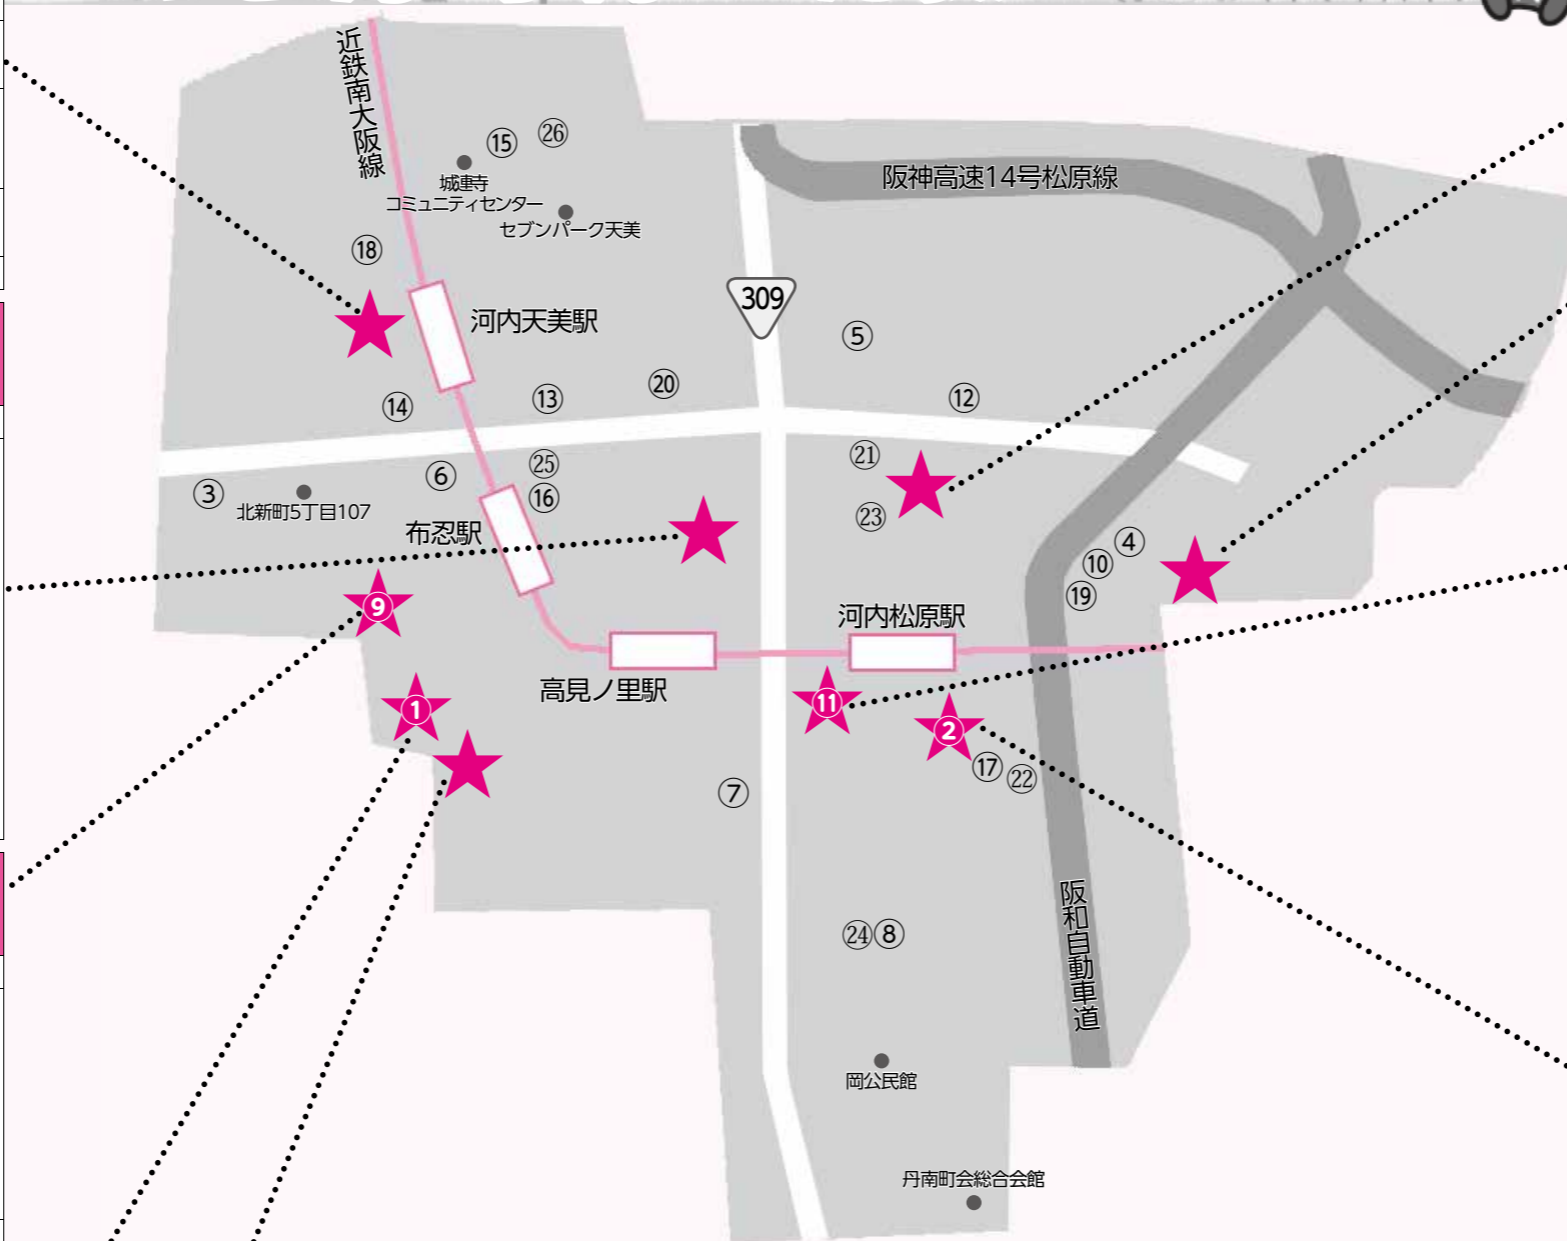 近鉄南大阪線
⑮
㉖
城連寺
コミュニティセンター
セブンパーク天美
阪神高速14号松原線
⑱
309
河内天美駅
⑤
⑭
⑬
⑳
⑫
③
北新町5丁目107
⑥
㉕
⑯
㉑
㉓
布忍駅
④
⑩
⑲
9
河内松原駅
高見ノ里駅
1
11
2
⑰
㉒
⑦
阪和自動車道
㉔⑧
岡公民館
丹南町会総合会館